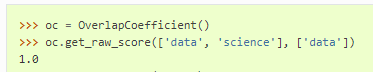 >>> oc = OverlapCoefficient()
>>> oc.get_raw_score(['data', 'science'], ['data'])
1.0